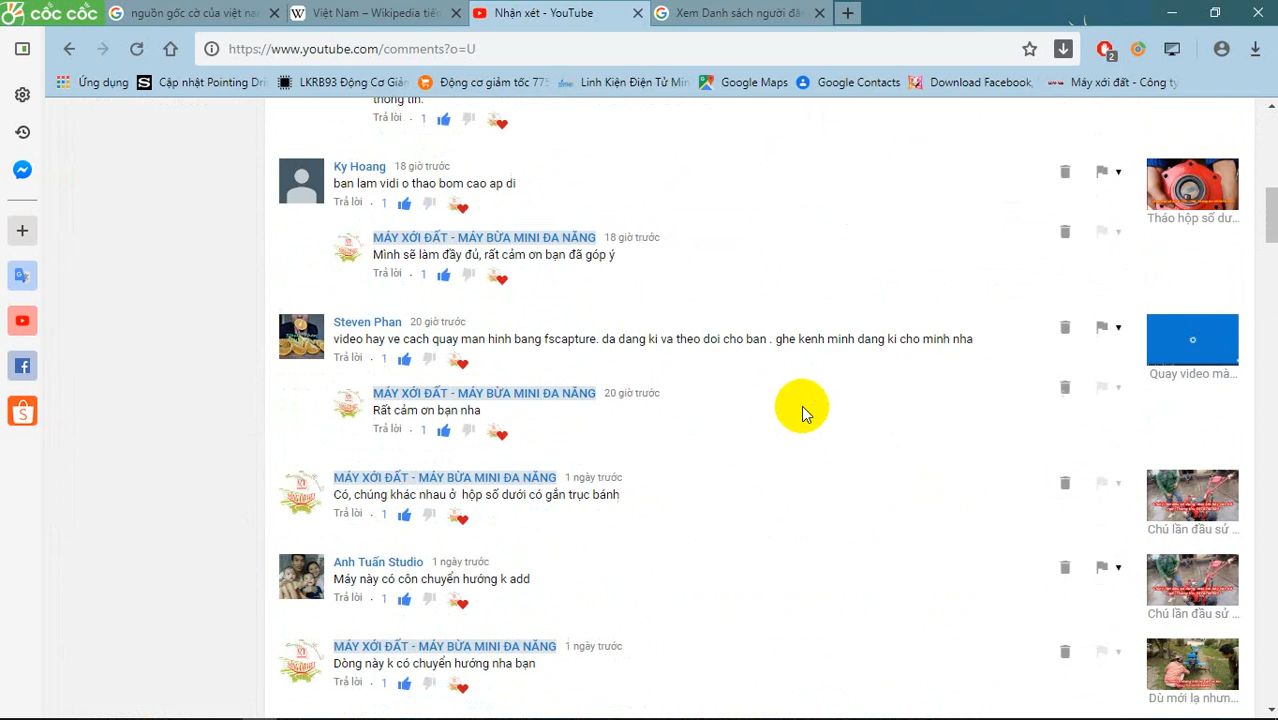 cốc cốc
nguồn gốc cờ của việt na
Việt Nam – Wikipedia tiến
Nhận xét - YouTube
Xem Danh sách người đă
https://www.youtube.com/comments?o=U
2
Ứng dụng
Cập nhật Pointing Dri
LKRB93 Động Cơ Giản
Động cơ giảm tốc 775
Linh Kiện Điện Tử Min
Google Maps
Google Contacts
Download Facebook,
Máy xới đất - Công ty
thông tin.
Trả lời · 1
Ky Hoang 18 giờ trước
ban lam vidi o thao bom cao ap di
Trả lời · 1
Tháo hộp số dư...
MÁY XỚI ĐẤT - MÁY BỪA MINI ĐA NĂNG 18 giờ trước
Mình sẽ làm đầy đủ, rất cảm ơn bạn đã góp ý
Trả lời · 1
Steven Phan 20 giờ trước
video hay ve cach quay man hinh bang fscapture. da dang ki va theo doi cho ban . ghe kenh minh dang ki cho minh nha
Trả lời · 1
Quay video mà...
MÁY XỚI ĐẤT - MÁY BỪA MINI ĐA NĂNG 20 giờ trước
Rất cảm ơn bạn nha
Trả lời · 1
MÁY XỚI ĐẤT - MÁY BỪA MINI ĐA NĂNG 1 ngày trước
Có, chúng khác nhau ở hộp số dưới có gắn trục bánh
Trả lời · 1
Chú lần đầu sử ...
Anh Tuấn Studio 1 ngày trước
Máy này có côn chuyển hướng k add
Trả lời · 1
Chú lần đầu sử ...
MÁY XỚI ĐẤT - MÁY BỪA MINI ĐA NĂNG 1 ngày trước
Dòng này k có chuyển hướng nha bạn
Trả lời · 1
Dù mới lạ nhưn...